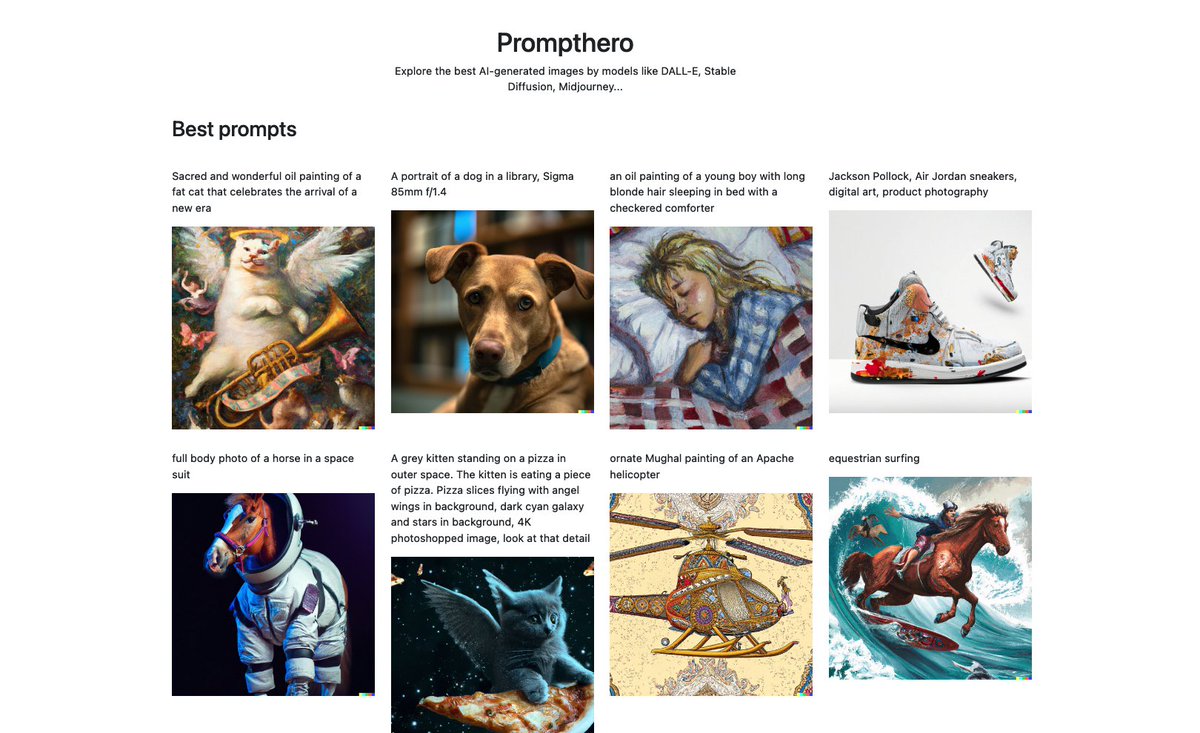 Prompthero
Explore the best AI-generated images by models like DALL-E, Stable
Diffusion, Midjourney...
Best prompts
Sacred and wonderful oil painting of a
fat cat that celebrates the arrival of a
new era
A portrait of a dog in a library, Sigma
85mm f/1.4
an oil painting of a young boy with long
blonde hair sleeping in bed with a
checkered comforter
Jackson Pollock, Air Jordan sneakers,
digital art, product photography
full body photo of a horse in a space
suit
A grey kitten standing on a pizza in
outer space. The kitten is eating a piece
of pizza. Pizza slices flying with angel
wings in background, dark cyan galaxy
and stars in background, 4K
photoshopped image, look at that detail
ornate Mughal painting of an Apache
helicopter
equestrian surfing